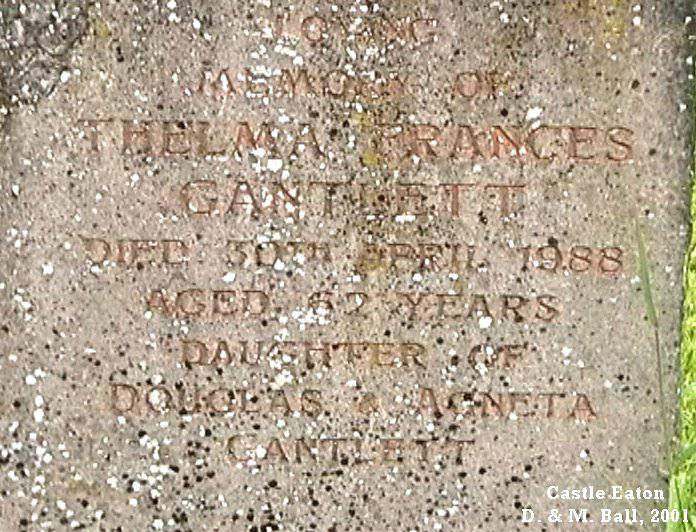 LOVING
MEMORY OF
THELMA FRANCES
GANTLETT
DIED 30TH APRIL 1988
AGED 62 YEARS
DAUGHTER OF
DOUGLAS & AGNETA
GANTLETT
Castle Eaton
D. & M. Ball, 2001